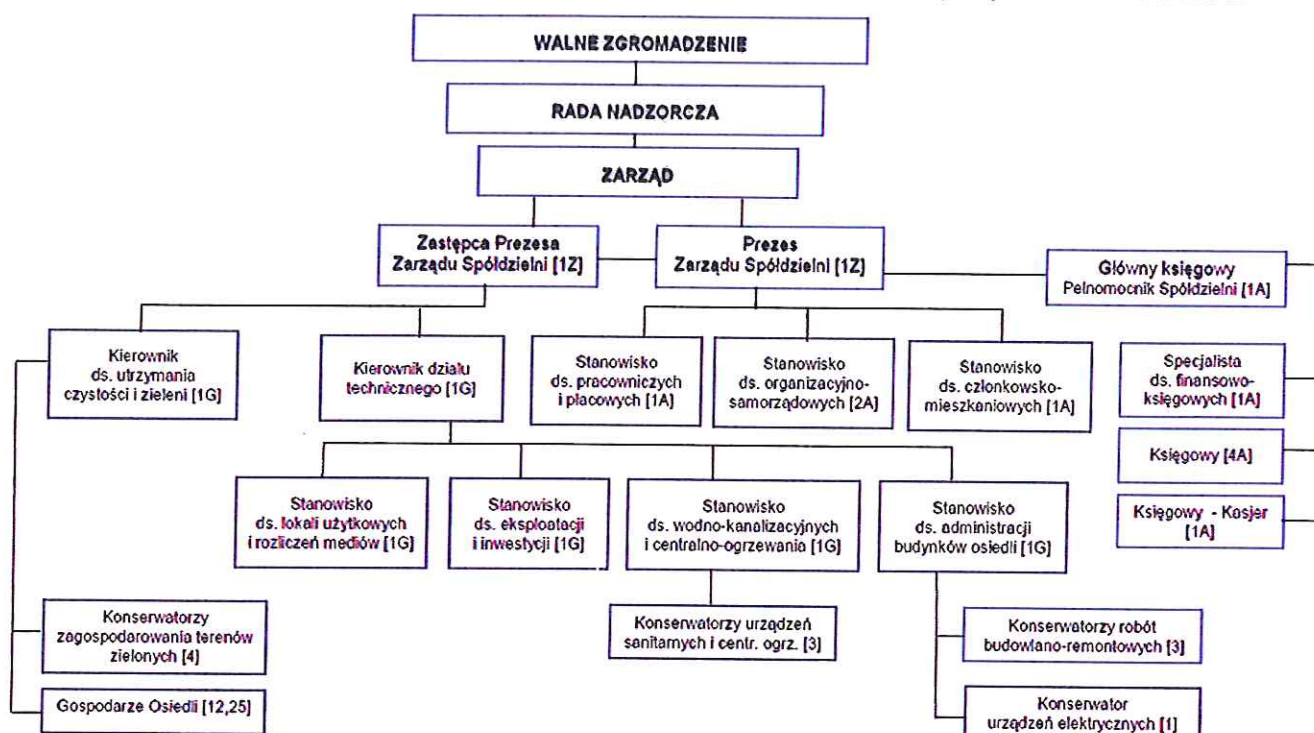 WALNE ZGROMADZENIE
RADA NADZORCZA
ZARZĄD
Zastępca Prezesa
Zarządu Spółdzielni [1Z]
Prezes
Zarządu Spółdzielni [1Z]
Główny księgowy
Pełnomocnik Spółdzielni [1A]
Kierownik
ds. utrzymania
czystości i zieleni [1G]
Kierownik działu
technicznego [1G]
Stanowisko
ds. pracowniczych
i płacowych [1A]
Stanowisko
ds. organizacyjno-
samorządowych [2A]
Stanowisko
ds. członkowsko-
mieszkaniowych [1A]
Specjalista
ds. finansowo-
księgowych [1A]
Księgowy [4A]
Księgowy - Kasjer
[1A]
Stanowisko
ds. lokali użytkowych
i rozliczeń mediów [1G]
Stanowisko
ds. eksploatacji
i inwestycji [1G]
Stanowisko
ds. wodno-kanalizacyjnych
i centralno-ogrzewania [1G]
Stanowisko
ds. administracji
budynków osiedli [1G]
Konserwatorzy
zagospodarowania terenów
zielonych [4]
Gospodarze Osiedli [12,25]
Konserwatorzy urządzeń
sanitarnych i centr. ogrz. [3]
Konserwatorzy robót
budowlano-remontowych [3]
Konserwator
urządzeń elektrycznych [1]